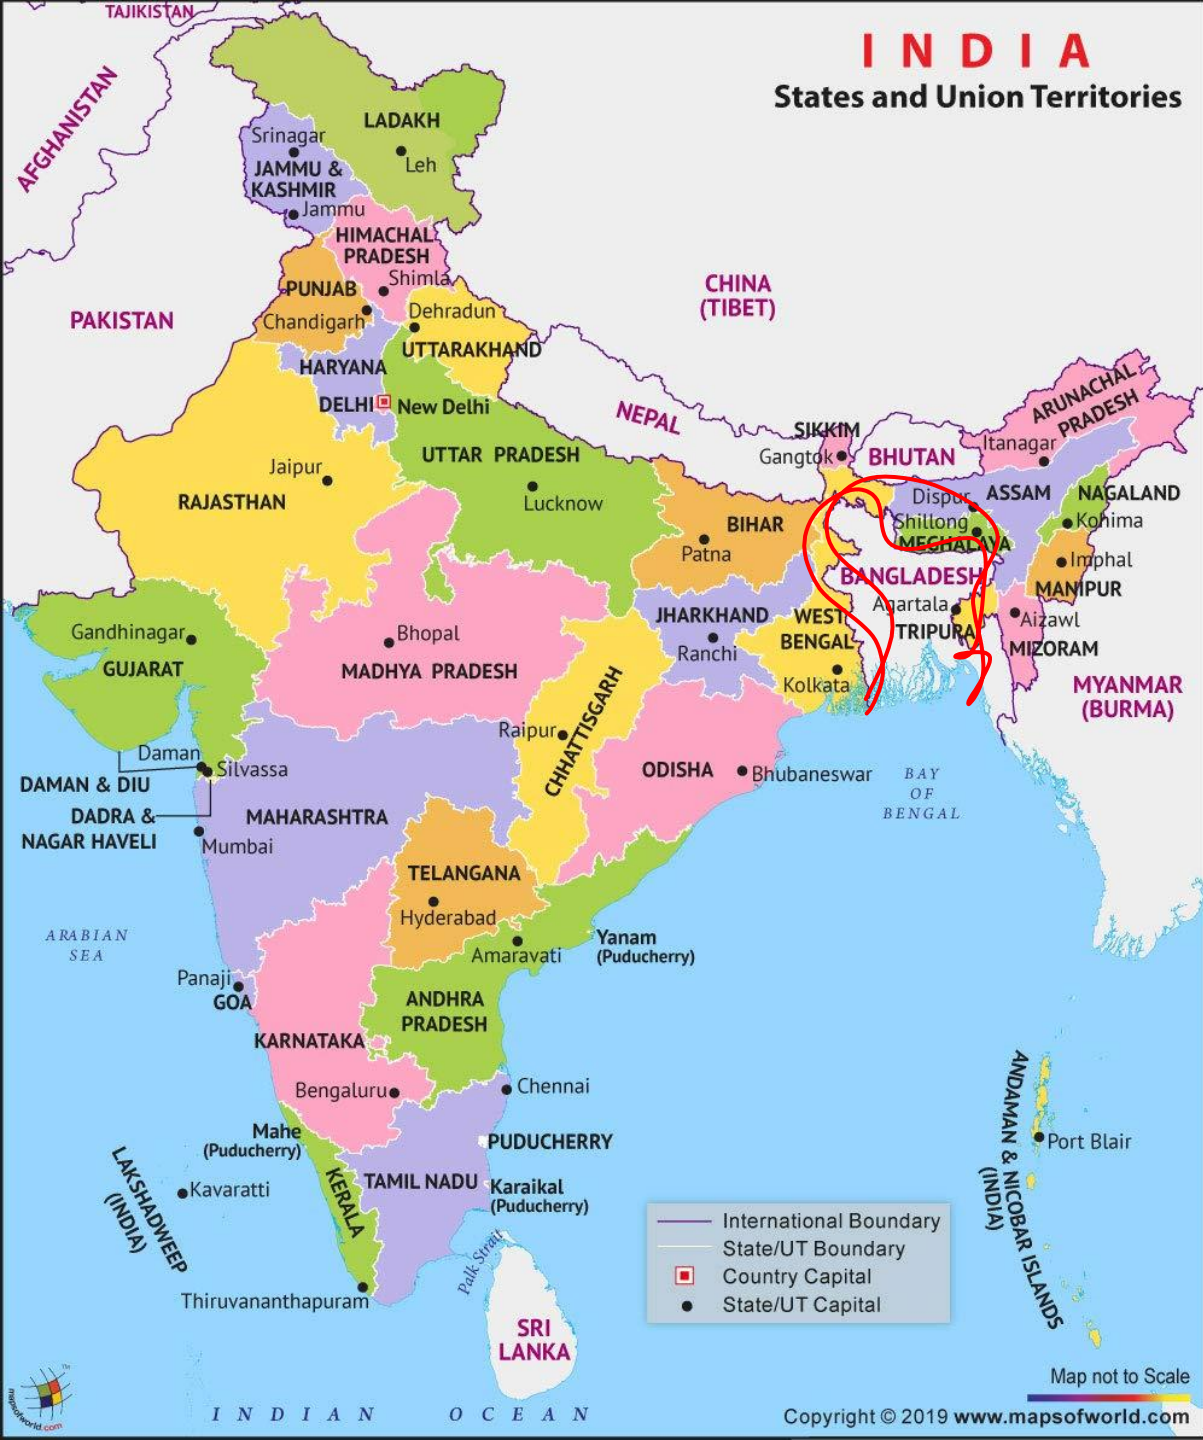 TAJIKISTAN
INDIA
States and Union Territories
AFGHANISTAN
LADAKH
Srinagar
Leh
JAMMU &
KASHMIR
Jammu
HIMACHAL
PRADESH
Shimla
CHINA
(TIBET)
PUNJAB
Chandigarh
Dehradun
PAKISTAN
UTTARAKHAND
HARYANA
DELHI
New Delhi
NEPAL
ARUNACHAL
PRADESH
SIKKIM
Gangtok
BHUTAN
Itanagar
UTTAR PRADESH
Jaipur
Lucknow
RAJASTHAN
Dispur
ASSAM
NAGALAND
BIHAR
Shillong
Kohima
Patna
MEGHALAYA
Imphal
BANGLADESH
MANIPUR
Agartala
JHARKHAND
WEST
BENGAL
Aizawl
TRIPURA
Gandhinagar
Bhopal
Ranchi
MIZORAM
GUJARAT
MADHYA PRADESH
Kolkata
MYANMAR
(BURMA)
CHHATTISGARH
Raipur
Daman
Silvassa
ODISHA
Bhubaneswar
BAY
OF
BENGAL
DAMAN & DIU
DADRA &
NAGAR HAVELI
MAHARASHTRA
Mumbai
TELANGANA
Hyderabad
ARABIAN
SEA
Yanam
(Puducherry)
Amaravati
Panaji
GOA
ANDHRA
PRADESH
KARNATAKA
Bengaluru
Chennai
Mahe
(Puducherry)
PUDUCHERRY
ANDAMAN & NICOBAR ISLANDS
(INDIA)
Port Blair
LAKSHADWEEP
(INDIA)
Kavaratti
KERALA
TAMIL NADU
Karaikal
(Puducherry)
Palk Strait
Thiruvananthapuram
SRI
LANKA
International Boundary
State/UT Boundary
Country Capital
State/UT Capital
INDIAN OCEAN
Map not to Scale
mapsofworld.com
TM
Copyright © 2019 www.mapsofworld.com